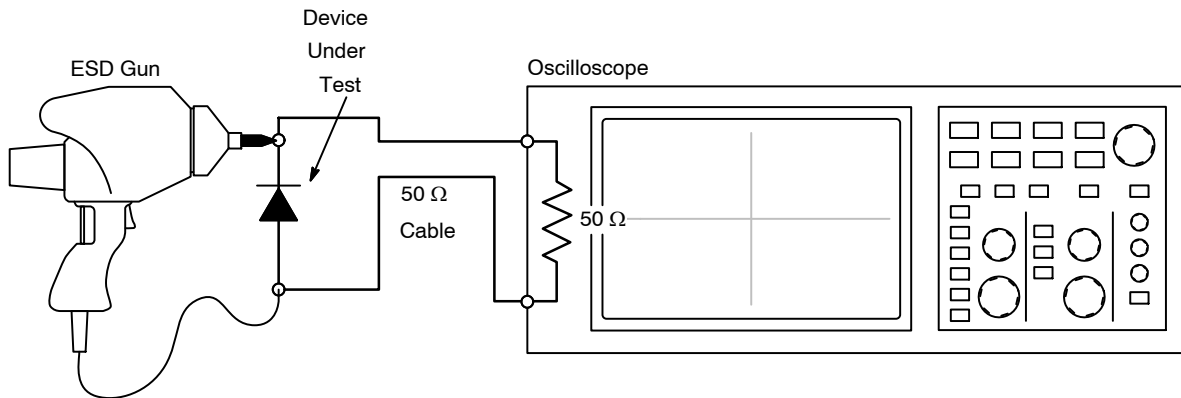 Device
Under
Test
ESD Gun
Oscilloscope
50 Ω
Cable
50 Ω